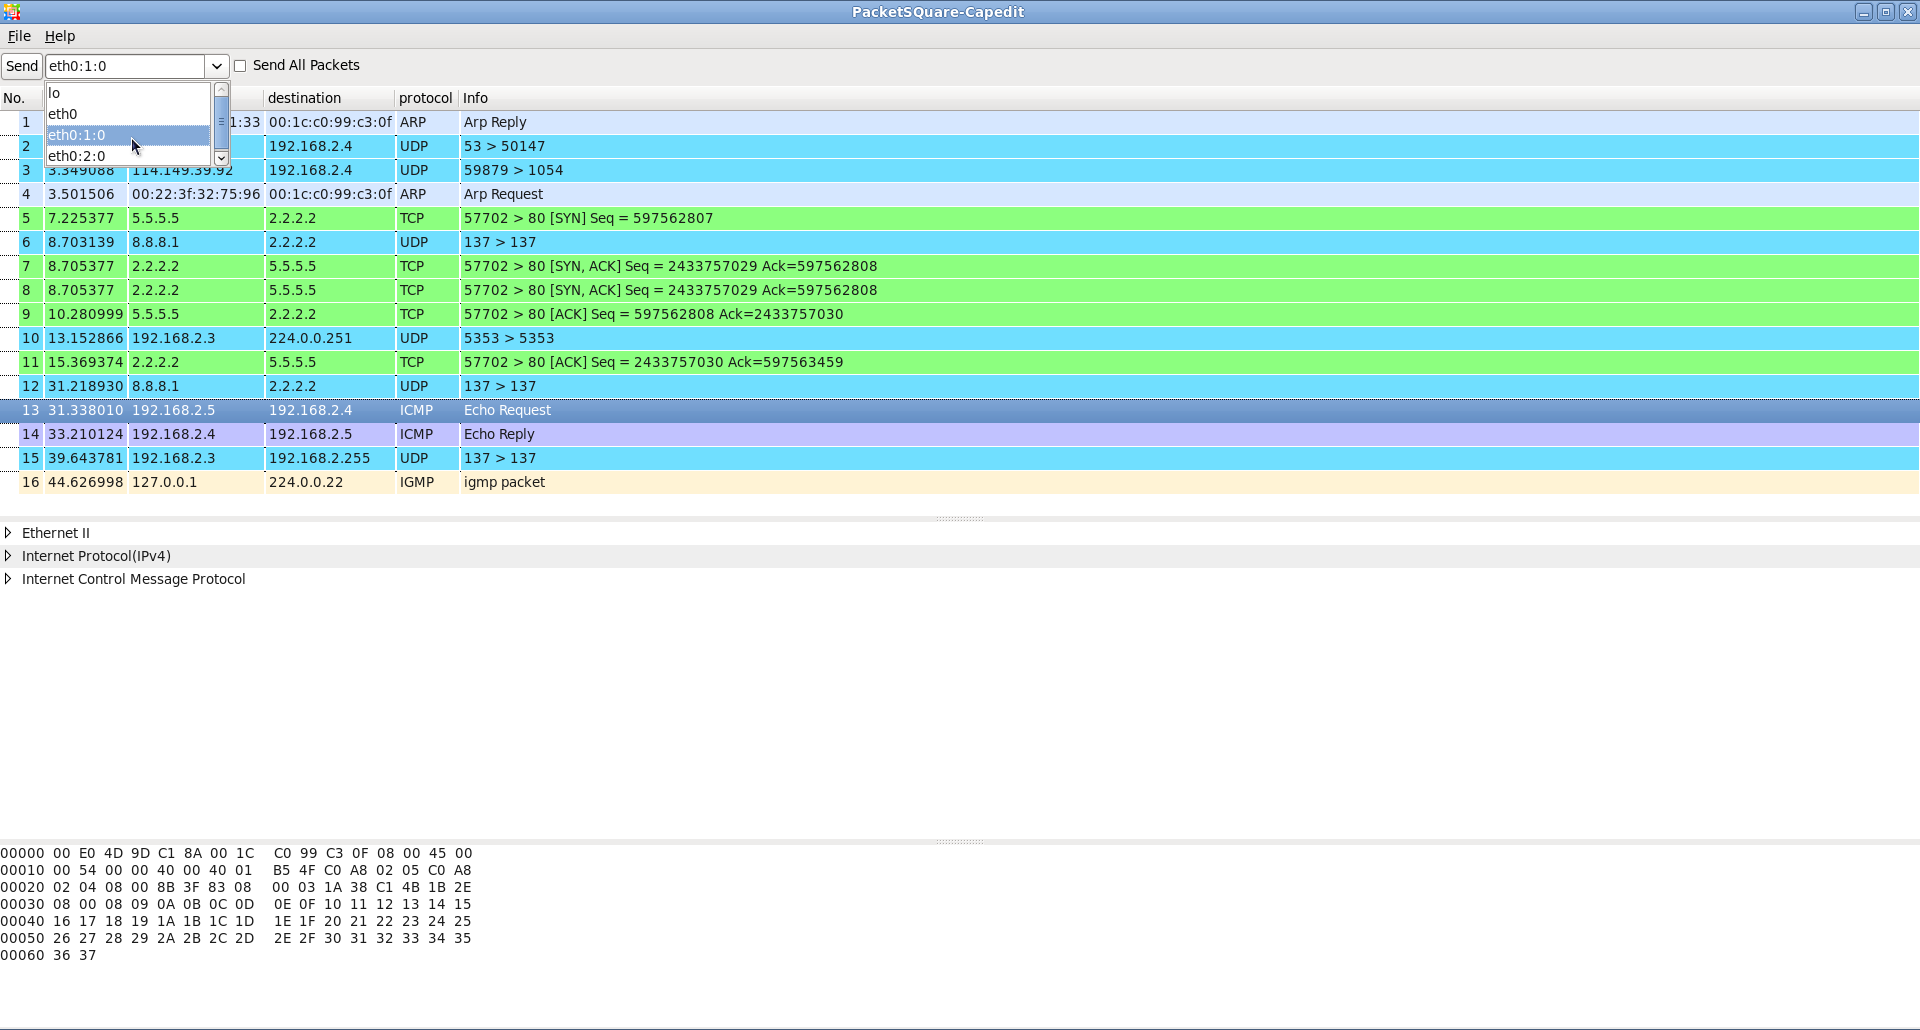 PacketSQuare-Capedit
File Help
Send eth0:1:0 Send All Packets
lo
eth0
eth0:1:0
eth0:2:0
No. destination protocol Info
1 1:33 00:1c:c0:99:c3:0f ARP Arp Reply
2 192.168.2.4 UDP 53 > 50147
3 3.349088 114.149.39.92 192.168.2.4 UDP 59879 > 1054
4 3.501506 00:22:3f:32:75:96 00:1c:c0:99:c3:0f ARP Arp Request
5 7.225377 5.5.5.5 2.2.2.2 TCP 57702 > 80 [SYN] Seq = 597562807
6 8.703139 8.8.8.1 2.2.2.2 UDP 137 > 137
7 8.705377 2.2.2.2 5.5.5.5 TCP 57702 > 80 [SYN, ACK] Seq = 2433757029 Ack=597562808
8 8.705377 2.2.2.2 5.5.5.5 TCP 57702 > 80 [SYN, ACK] Seq = 2433757029 Ack=597562808
9 10.280999 5.5.5.5 2.2.2.2 TCP 57702 > 80 [ACK] Seq = 597562808 Ack=2433757030
10 13.152866 192.168.2.3 224.0.0.251 UDP 5353 > 5353
11 15.369374 2.2.2.2 5.5.5.5 TCP 57702 > 80 [ACK] Seq = 2433757030 Ack=597563459
12 31.218930 8.8.8.1 2.2.2.2 UDP 137 > 137
13 31.338010 192.168.2.5 192.168.2.4 ICMP Echo Request
14 33.210124 192.168.2.4 192.168.2.5 ICMP Echo Reply
15 39.643781 192.168.2.3 192.168.2.255 UDP 137 > 137
16 44.626998 127.0.0.1 224.0.0.22 IGMP igmp packet
Ethernet II
Internet Protocol(IPv4)
Internet Control Message Protocol
00000 00 E0 4D 9D C1 8A 00 1C C0 99 C3 0F 08 00 45 00
00010 00 54 00 00 40 00 40 01 B5 4F C0 A8 02 05 C0 A8
00020 02 04 08 00 8B 3F 83 08 00 03 1A 38 C1 4B 1B 2E
00030 08 00 08 09 0A 0B 0C 0D 0E 0F 10 11 12 13 14 15
00040 16 17 18 19 1A 1B 1C 1D 1E 1F 20 21 22 23 24 25
00050 26 27 28 29 2A 2B 2C 2D 2E 2F 30 31 32 33 34 35
00060 36 37